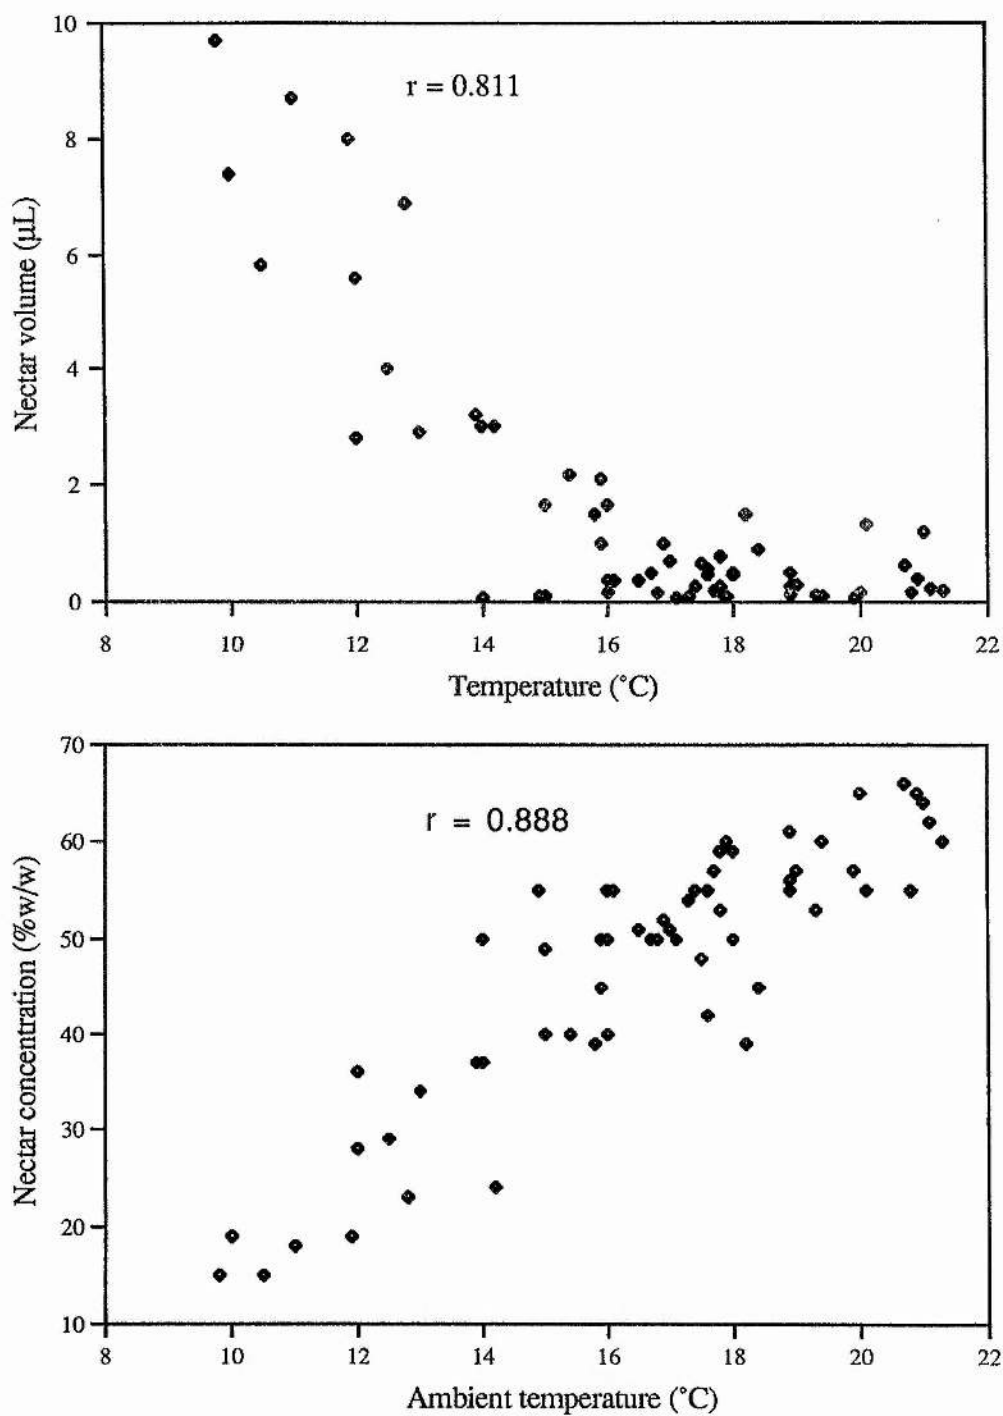 10
8
6
4
2
0
Nectar volume (µL)
r = 0.811
8 10 12 14 16 18 20 22
Temperature (°C)
70
60
50
40
30
20
10
Nectar concentration (%w/w)
r = 0.888
8 10 12 14 16 18 20 22
Ambient temperature (°C)